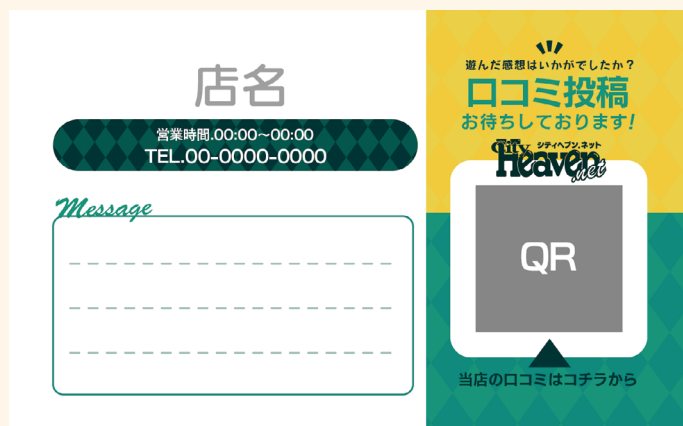 店名
営業時間.00:00〜00:00
TEL.00-0000-0000
Message
遊んだ感想はいかがでしたか？
口コミ投稿
お待ちしております!
シティヘブン.ネット
City
Heaven
.net
QR
当店の口コミはコチラから